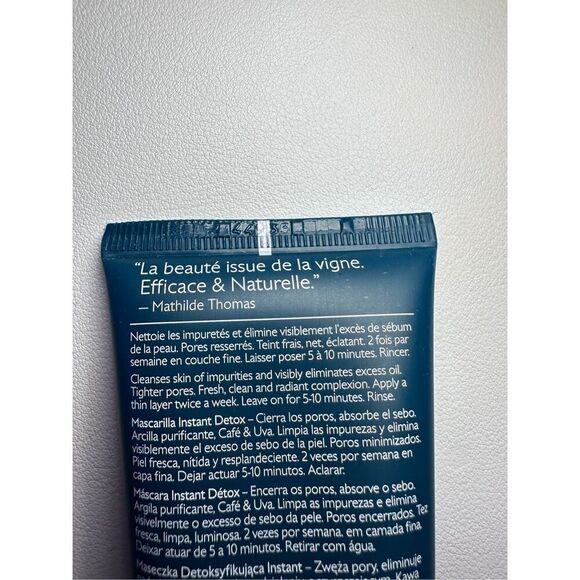 “La beauté issue de la vigne.
Efficace & Naturelle.”
— Mathilde Thomas
Nettoie les impuretés et élimine visiblement l'excès de sébum
de la peau. Pores resserrés. Teint frais, net, éclatant. 2 fois par
semaine en couche fine. Laisser poser 5 à 10 minutes. Rincer.
Cleanses skin of impurities and visibly eliminates excess oil.
Tighter pores. Fresh, clean and radiant complexion. Apply a
thin layer twice a week. Leave on for 5-10 minutes. Rinse.
Mascarilla Instant Detox – Cierra los poros, absorbe el sebo.
Arcilla purificante, Café & Uva. Limpia las impurezas y elimina
visiblemente el exceso de sebo de la piel. Poros minimizados.
Piel fresca, nítida y resplandeciente. 2 veces por semana en
capa fina. Dejar actuar 5-10 minutos. Aclarar.
Máscara Instant Détox – Encerra os poros, absorve o sebo.
Argila purificante, Café & Uva. Limpa as impurezas e elimina
visivelmente o excesso de sebo da pele. Poros encerrados. Tez
fresca, limpa, luminosa. 2 vezes por semana, em camada fina.
Deixar atuar de 5 a 10 minutos. Retirar com água.
Maseczka Detoksyfikująca Instant – Zwęża pory, eliminuje
Kawa